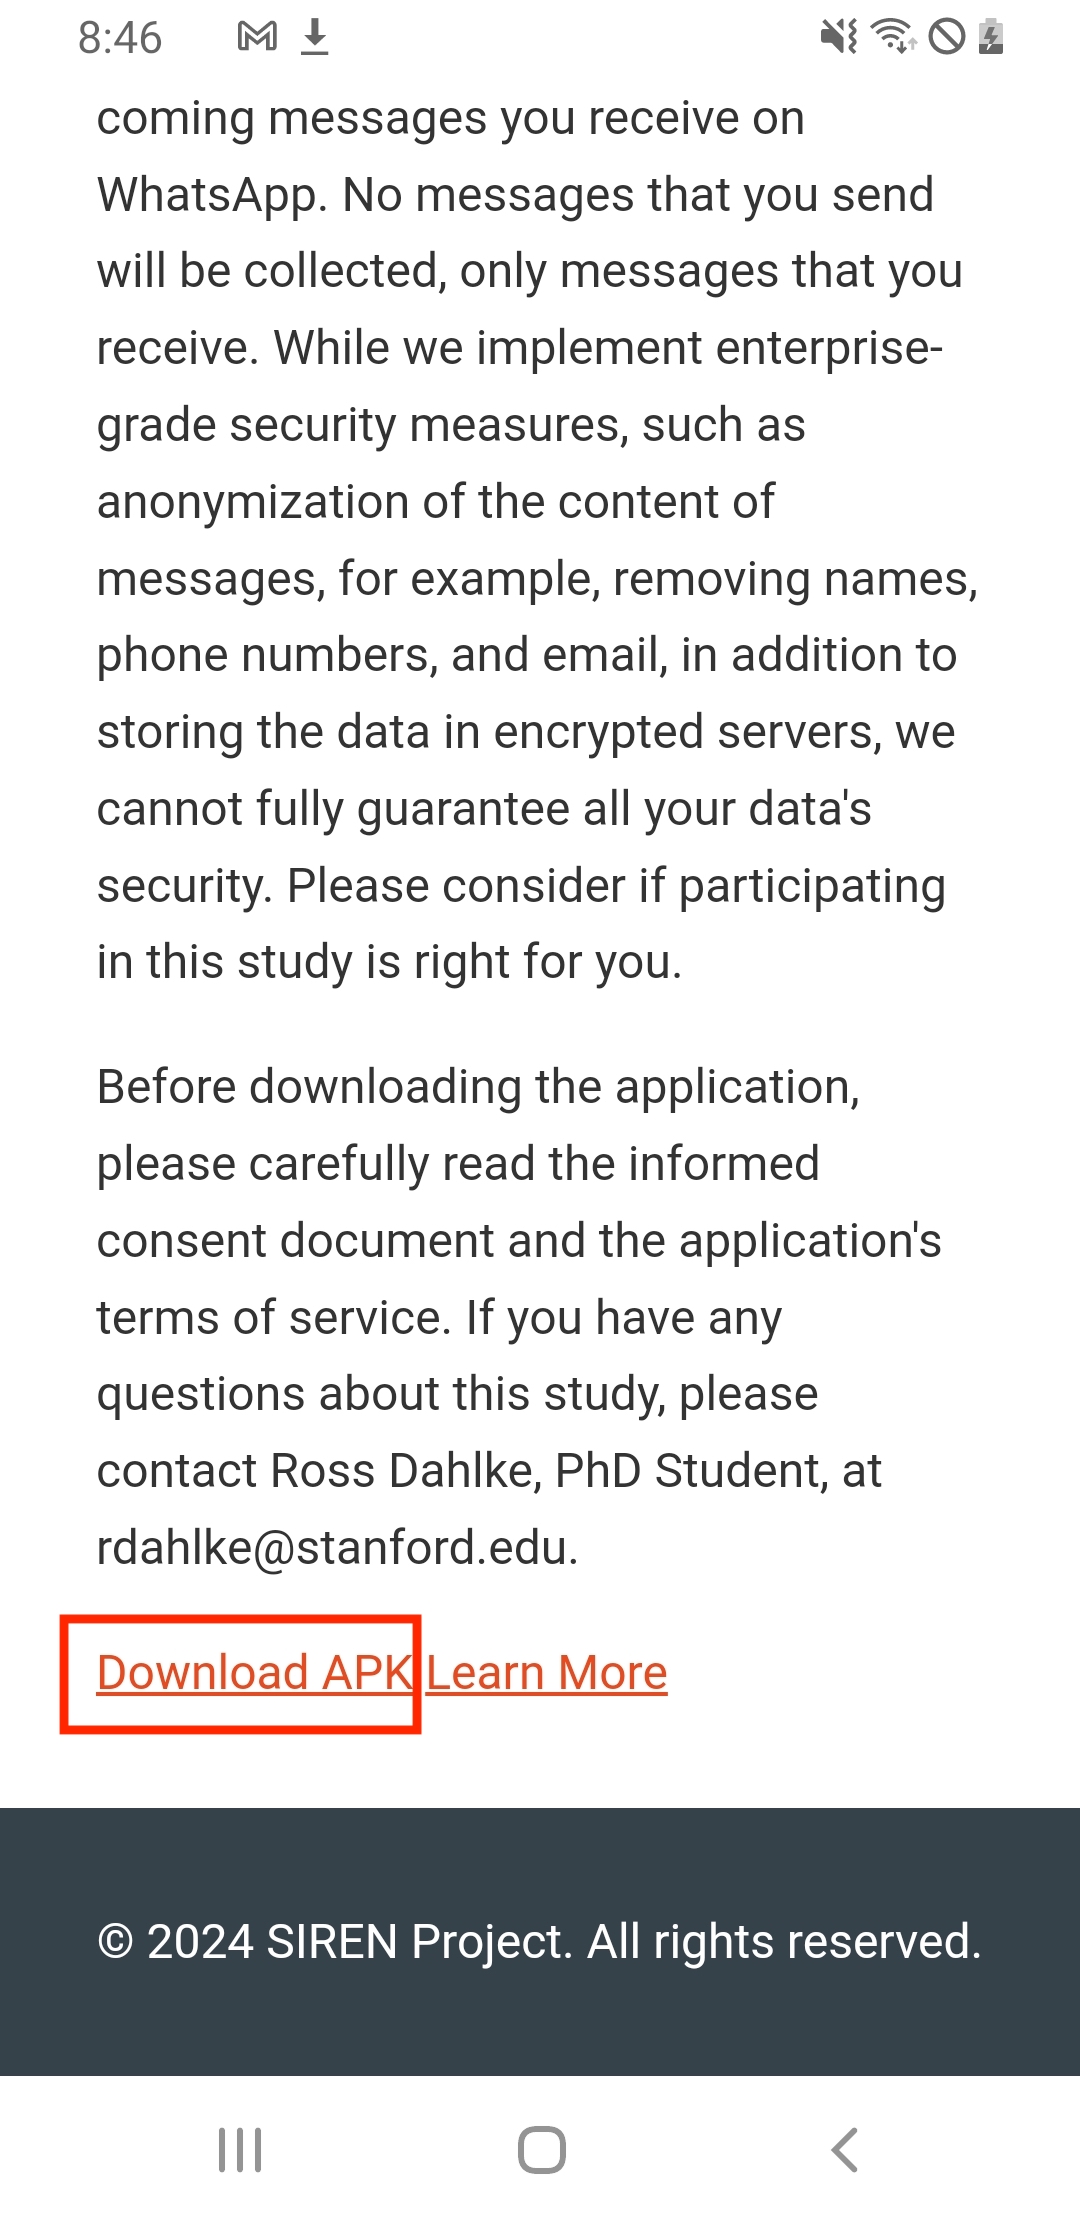 8:46
coming messages you receive on
WhatsApp. No messages that you send
will be collected, only messages that you
receive. While we implement enterprise-
grade security measures, such as
anonymization of the content of
messages, for example, removing names,
phone numbers, and email, in addition to
storing the data in encrypted servers, we
cannot fully guarantee all your data's
security. Please consider if participating
in this study is right for you.
Before downloading the application,
please carefully read the informed
consent document and the application's
terms of service. If you have any
questions about this study, please
contact Ross Dahlke, PhD Student, at
rdahlke@stanford.edu.
Download APK Learn More
© 2024 SIREN Project. All rights reserved.